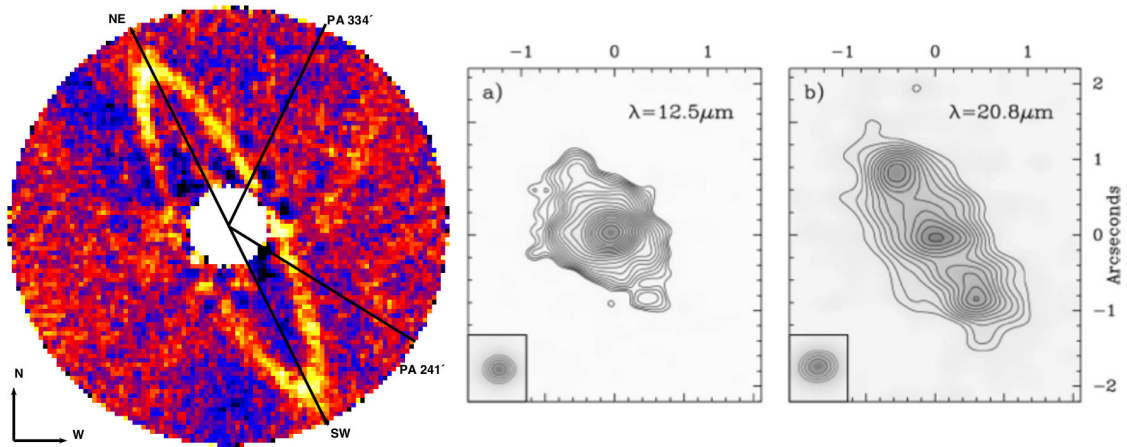 NE
PA 334´
PA 241´
SW
N
W
-1 0 1
a)
λ=12.5μm
-1 0 1
b)
λ=20.8μm
2
1
0
-1
-2
Arcseconds